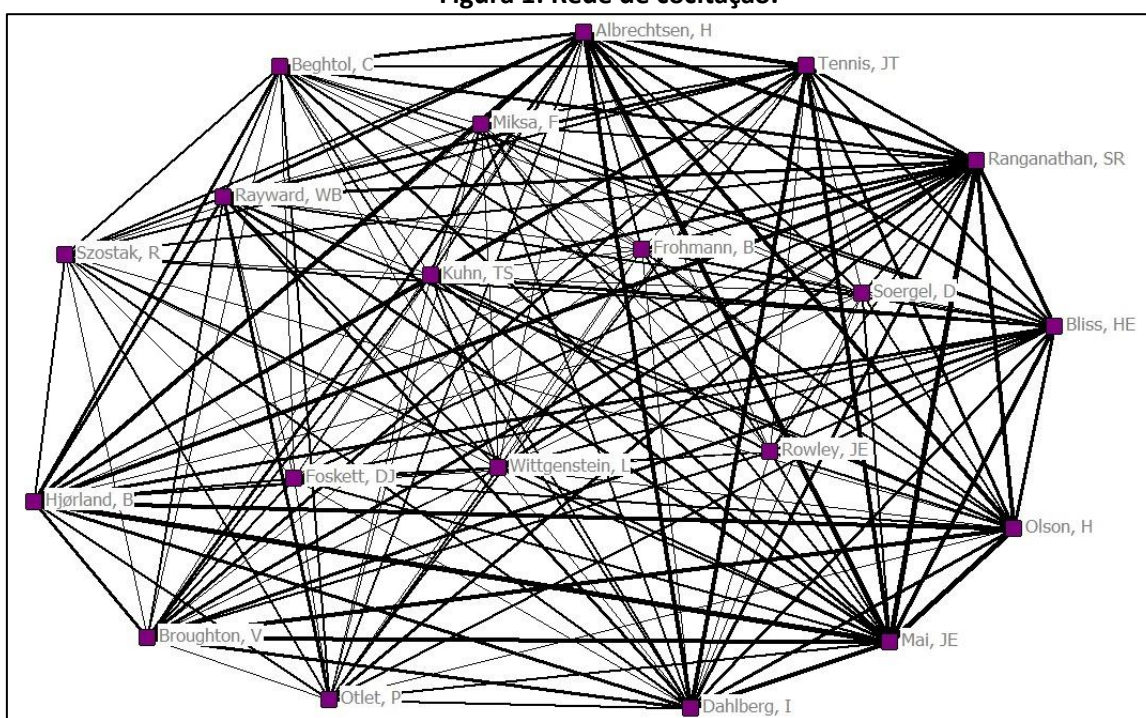 Figura 1: Rede de cocitação.
Albrechtsen, H
Beghtol, C
Tennis, JT
Miksa, F
Ranganathan, SR
Rayward, WB
Szostak, R
Frohmann, B
Kuhn, TS
Soergel, D
Bliss, HE
Rowley, JE
Wittgenstein, L
Foskett, DJ
Hjørland, B
Olson, H
Broughton, V
Mai, JE
Otlet, P
Dahlberg, I